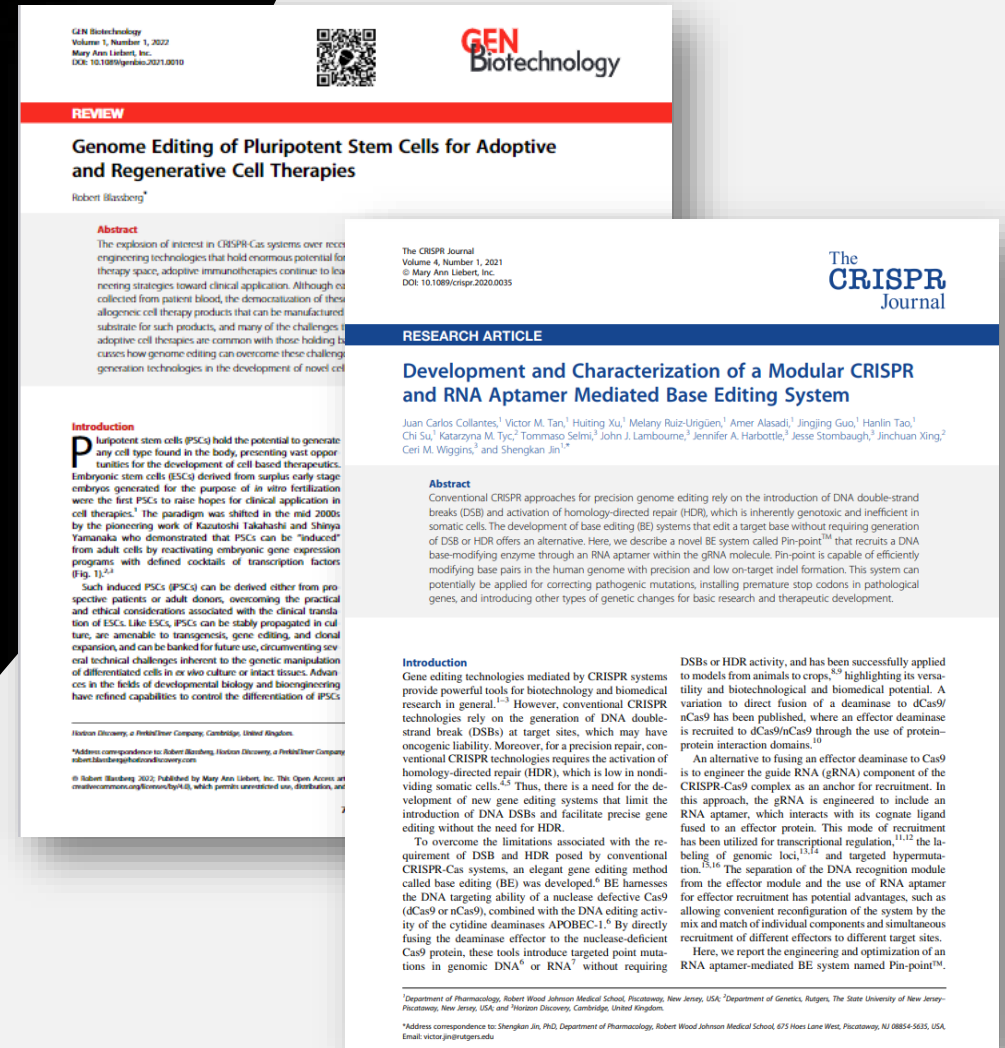 GEN Biotechnology
Volume 1, Number 1, 2022
Mary Ann Liebert, Inc.
DOI: 10.1089/genbio.2021.0010
GEN
Biotechnology
REVIEW
Genome Editing of Pluripotent Stem Cells for Adoptive
and Regenerative Cell Therapies
Robert Blassberg*
Abstract
The explosion of interest in CRISPR-Cas systems over rece
engineering technologies that hold enormous potential for
therapy space, adoptive immunotherapies continue to lea
neering strategies toward clinical application. Although ea
collected from patient blood, the democratization of these
allogeneic cell therapy products that can be manufactured
substrate for such products, and many of the challenges
adoptive cell therapies are common with those holding ba
cusses how genome editing can overcome these challenge
generation technologies in the development of novel cell
Introduction
Pluripotent stem cells (PSCs) hold the potential to generate
any cell type found in the body, presenting vast oppor-
tunities for the development of cell based therapeutics.
Embryonic stem cells (ESCs) derived from surplus early stage
embryos generated for the purpose of in vitro fertilization
were the first PSCs to raise hopes for clinical application in
cell therapies.1 The paradigm was shifted in the mid 2000s
by the pioneering work of Kazutoshi Takahashi and Shinya
Yamanaka who demonstrated that PSCs can be "induced"
from adult cells by reactivating embryonic gene expression
programs with defined cocktails of transcription factors
(Fig. 1).2,3
Such induced PSCs (iPSCs) can be derived either from pro-
spective patients or adult donors, overcoming the practical
and ethical considerations associated with the clinical transla-
tion of ESCs. Like ESCs, iPSCs can be stably propagated in cul-
ture, are amenable to transgenesis, gene editing, and clonal
expansion, and can be banked for future use, circumventing sev-
eral technical challenges inherent to the genetic manipulation
of differentiated cells in ex vivo culture or intact tissues. Advan-
ces in the fields of developmental biology and bioengineering
have refined capabilities to control the differentiation of iPSCs
Horizon Discovery, a PerkinElmer Company, Cambridge, United Kingdom.
*Address correspondence to: Robert Blassberg, Horizon Discovery, a PerkinElmer Company
robert.blassberg@horizondiscovery.com
© Robert Blassberg 2022; Published by Mary Ann Liebert, Inc. This Open Access art
creativecommons.org/licenses/by/4.0), which permits unrestricted use, distribution, and
The CRISPR Journal
Volume 4, Number 1, 2021
© Mary Ann Liebert, Inc.
DOI: 10.1089/crispr.2020.0035
The
CRISPR
Journal
RESEARCH ARTICLE
Development and Characterization of a Modular CRISPR
and RNA Aptamer Mediated Base Editing System
Juan Carlos Collantes,1 Victor M. Tan,1 Huiting Xu,1 Melany Ruiz-Urigüen,1 Amer Alasadi,1 Jingjing Guo,1 Hanlin Tao,1
Chi Su,1 Katarzyna M. Tyc,2 Tommaso Selmi,3 John J. Lambourne,3 Jennifer A. Harbottle,3 Jesse Stombaugh,3 Jinchuan Xing,2
Ceri M. Wiggins,3 and Shengkan Jin1,*
Abstract
Conventional CRISPR approaches for precision genome editing rely on the introduction of DNA double-strand
breaks (DSB) and activation of homology-directed repair (HDR), which is inherently genotoxic and inefficient in
somatic cells. The development of base editing (BE) systems that edit a target base without requiring generation
of DSB or HDR offers an alternative. Here, we describe a novel BE system called Pin-point™ that recruits a DNA
base-modifying enzyme through an RNA aptamer within the gRNA molecule. Pin-point is capable of efficiently
modifying base pairs in the human genome with precision and low on-target indel formation. This system can
potentially be applied for correcting pathogenic mutations, installing premature stop codons in pathological
genes, and introducing other types of genetic changes for basic research and therapeutic development.
Introduction
Gene editing technologies mediated by CRISPR systems
provide powerful tools for biotechnology and biomedical
research in general.1–3 However, conventional CRISPR
technologies rely on the generation of DNA double-
strand break (DSBs) at target sites, which may have
oncogenic liability. Moreover, for a precision repair, con-
ventional CRISPR technologies requires the activation of
homology-directed repair (HDR), which is low in nondi-
viding somatic cells.4,5 Thus, there is a need for the de-
velopment of new gene editing systems that limit the
introduction of DNA DSBs and facilitate precise gene
editing without the need for HDR.
To overcome the limitations associated with the re-
quirement of DSB and HDR posed by conventional
CRISPR-Cas systems, an elegant gene editing method
called base editing (BE) was developed.6 BE harnesses
the DNA targeting ability of a nuclease defective Cas9
(dCas9 or nCas9), combined with the DNA editing activ-
ity of the cytidine deaminases APOBEC-1.6 By directly
fusing the deaminase effector to the nuclease-deficient
Cas9 protein, these tools introduce targeted point muta-
tions in genomic DNA6 or RNA7 without requiring
DSBs or HDR activity, and has been successfully applied
to models from animals to crops,8,9 highlighting its versa-
tility and biotechnological and biomedical potential. A
variation to direct fusion of a deaminase to dCas9/
nCas9 has been published, where an effector deaminase
is recruited to dCas9/nCas9 through the use of protein–
protein interaction domains.10
An alternative to fusing an effector deaminase to Cas9
is to engineer the guide RNA (gRNA) component of the
CRISPR-Cas9 complex as an anchor for recruitment. In
this approach, the gRNA is engineered to include an
RNA aptamer, which interacts with its cognate ligand
fused to an effector protein. This mode of recruitment
has been utilized for transcriptional regulation,11,12 the la-
beling of genomic loci,13,14 and targeted hypermuta-
tion.15,16 The separation of the DNA recognition module
from the effector module and the use of RNA aptamer
for effector recruitment has potential advantages, such as
allowing convenient reconfiguration of the system by the
mix and match of individual components and simultaneous
recruitment of different effectors to different target sites.
Here, we report the engineering and optimization of an
RNA aptamer-mediated BE system named Pin-point™.
1Department of Pharmacology, Robert Wood Johnson Medical School, Piscataway, New Jersey, USA; 2Department of Genetics, Rutgers, The State University of New Jersey–
Piscataway, New Jersey, USA; and 3Horizon Discovery, Cambridge, United Kingdom.
*Address correspondence to: Shengkan Jin, PhD, Department of Pharmacology, Robert Wood Johnson Medical School, 675 Hoes Lane West, Piscataway, NJ 08854-5635, USA,
Email: victor.jin@rutgers.edu